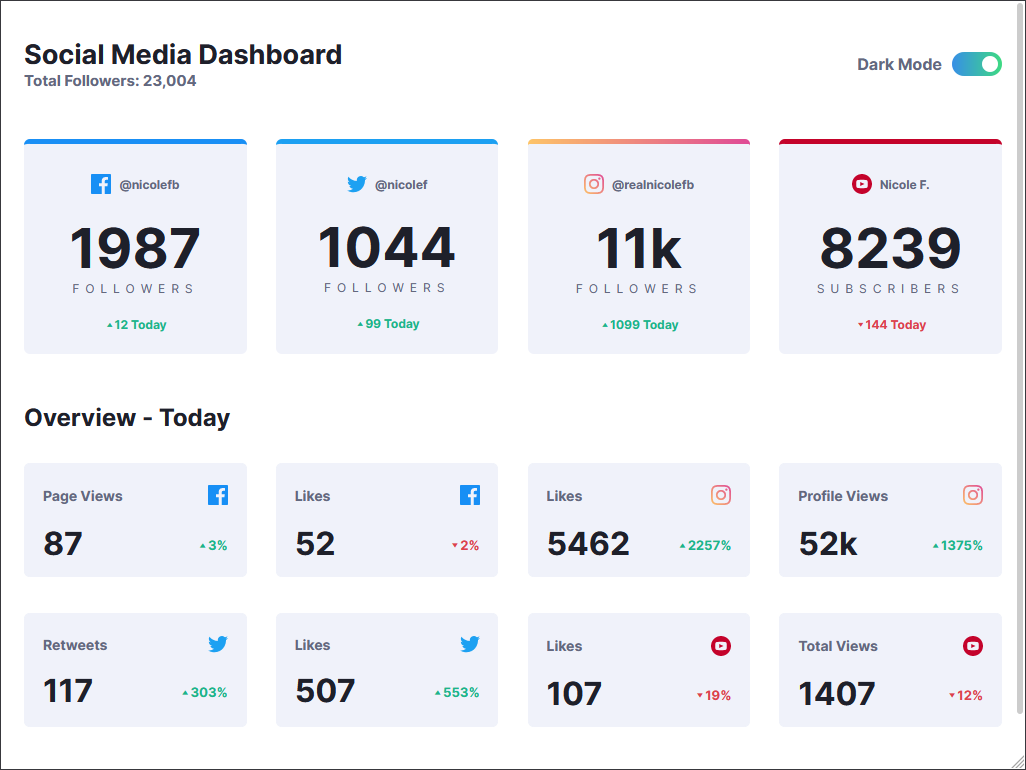 Social Media Dashboard
Total Followers: 23,004
Dark Mode
@nicolefb
1987
FOLLOWERS
12 Today
@nicolef
1044
FOLLOWERS
99 Today
@realnicolefb
11k
FOLLOWERS
1099 Today
Nicole F.
8239
SUBSCRIBERS
144 Today
Overview - Today
Page Views
87
3%
Likes
52
2%
Likes
5462
2257%
Profile Views
52k
1375%
Retweets
117
303%
Likes
507
553%
Likes
107
19%
Total Views
1407
12%